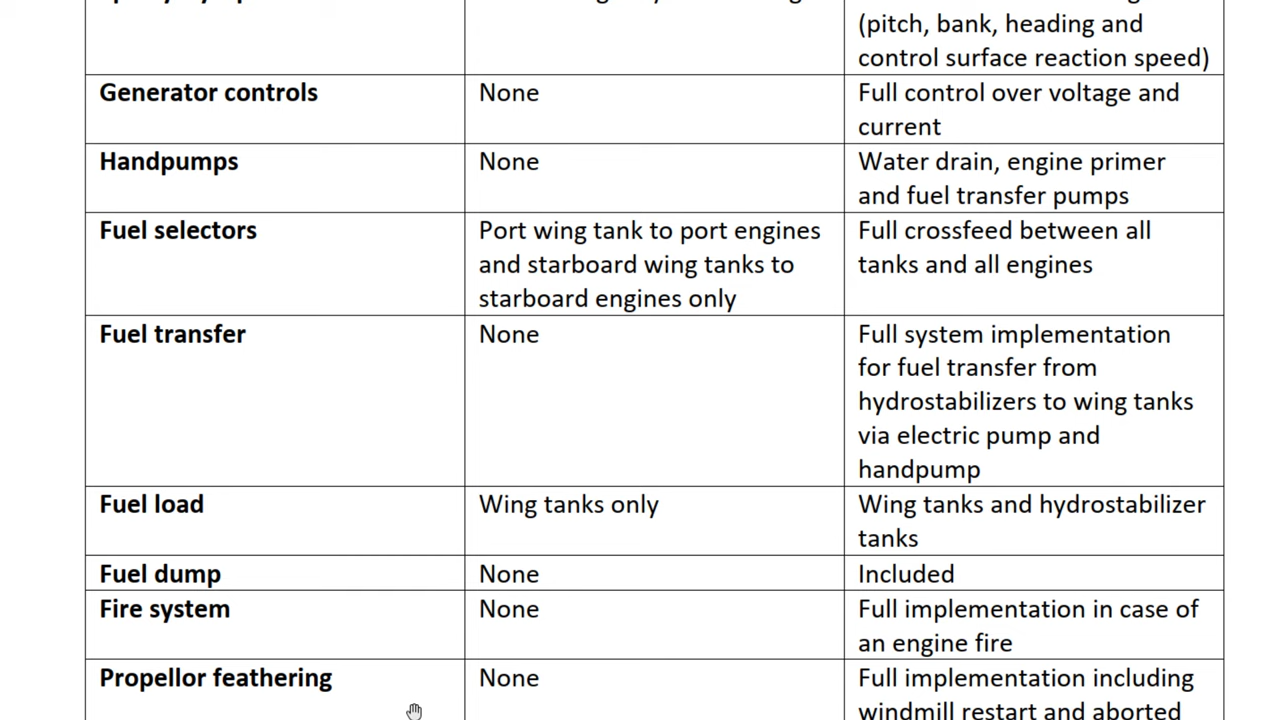 (pitch, bank, heading and
control surface reaction speed)
Generator controls
None
Full control over voltage and
current
Handpumps
None
Water drain, engine primer
and fuel transfer pumps
Fuel selectors
Port wing tank to port engines
and starboard wing tanks to
starboard engines only
Full crossfeed between all
tanks and all engines
Fuel transfer
None
Full system implementation
for fuel transfer from
hydrostabilizers to wing tanks
via electric pump and
handpump
Fuel load
Wing tanks only
Wing tanks and hydrostabilizer
tanks
Fuel dump
None
Included
Fire system
None
Full implementation in case of
an engine fire
Propellor feathering
None
Full implementation including
windmill restart and aborted